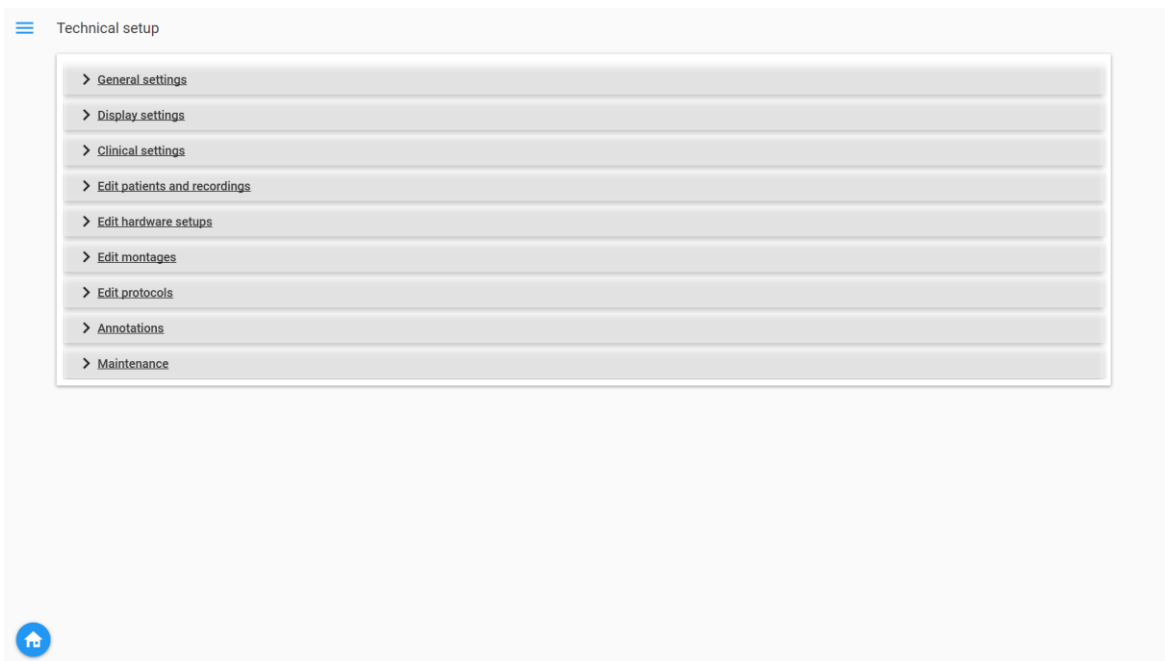 Technical setup
General settings
Display settings
Clinical settings
Edit patients and recordings
Edit hardware setups
Edit montages
Edit protocols
Annotations
Maintenance